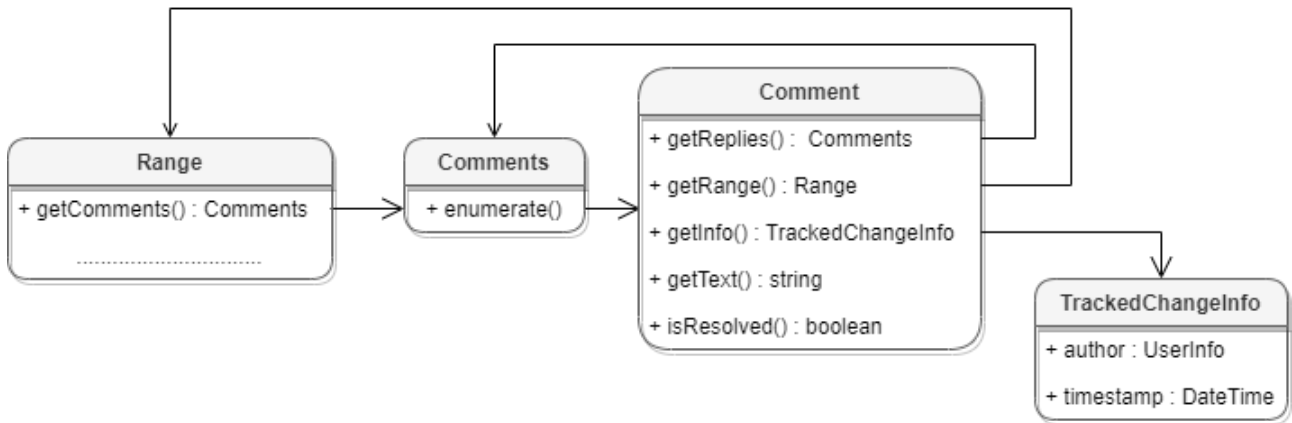 Range
+ getComments() : Comments
................................
Comments
+ enumerate()
Comment
+ getReplies() : Comments
+ getRange() : Range
+ getInfo() : TrackedChangeInfo
+ getText() : string
+ isResolved() : boolean
TrackedChangeInfo
+ author : UserInfo
+ timestamp : DateTime